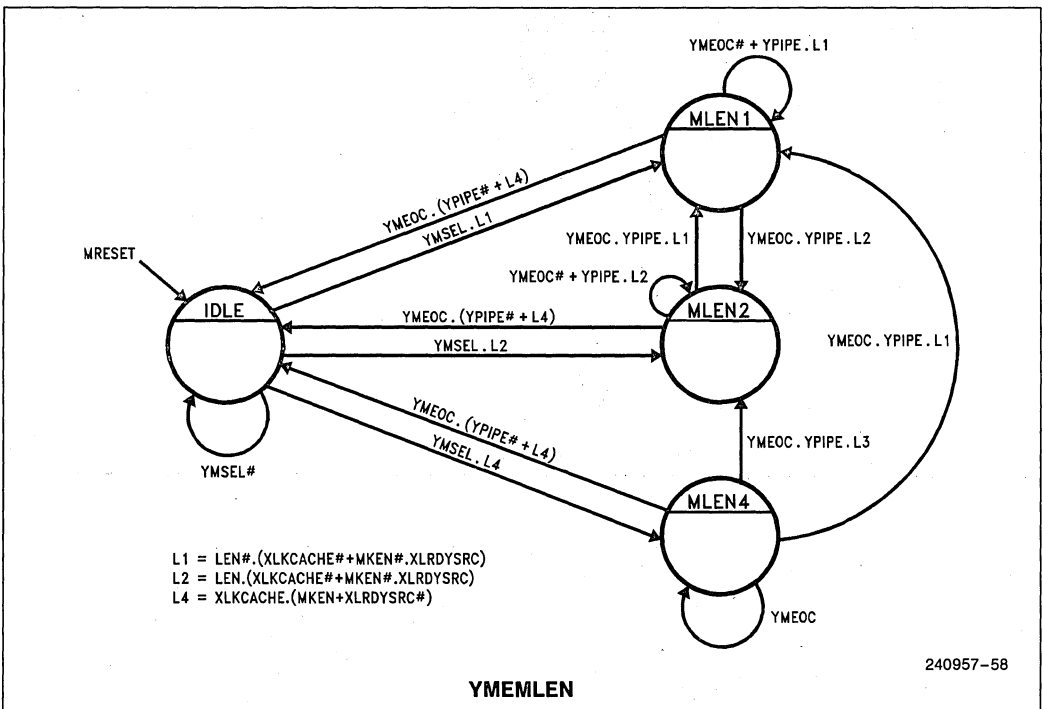 YMEOC# + YPIPE.L1
MLEN1
YMEOC.(YPIPE# + L4)
YMSEL.L1
YMEOC.YPIPE.L1
YMEOC.YPIPE.L2
MRESET
YMEOC# + YPIPE.L2
IDLE
MLEN2
YMEOC.(YPIPE# + L4)
YMSEL.L2
YMEOC.YPIPE.L1
YMEOC.(YPIPE# + L4)
YMSEL.L4
YMEOC.YPIPE.L3
YMSEL#
MLEN4
L1 = LEN#.(XLKCACHE#+MKEN#.XLRDYSRC)
L2 = LEN.(XLKCACHE#+MKEN#.XLRDYSRC)
L4 = XLKCACHE.(MKEN+XLRDYSRC#)
YMEOC
240957-58
YMEMLEN